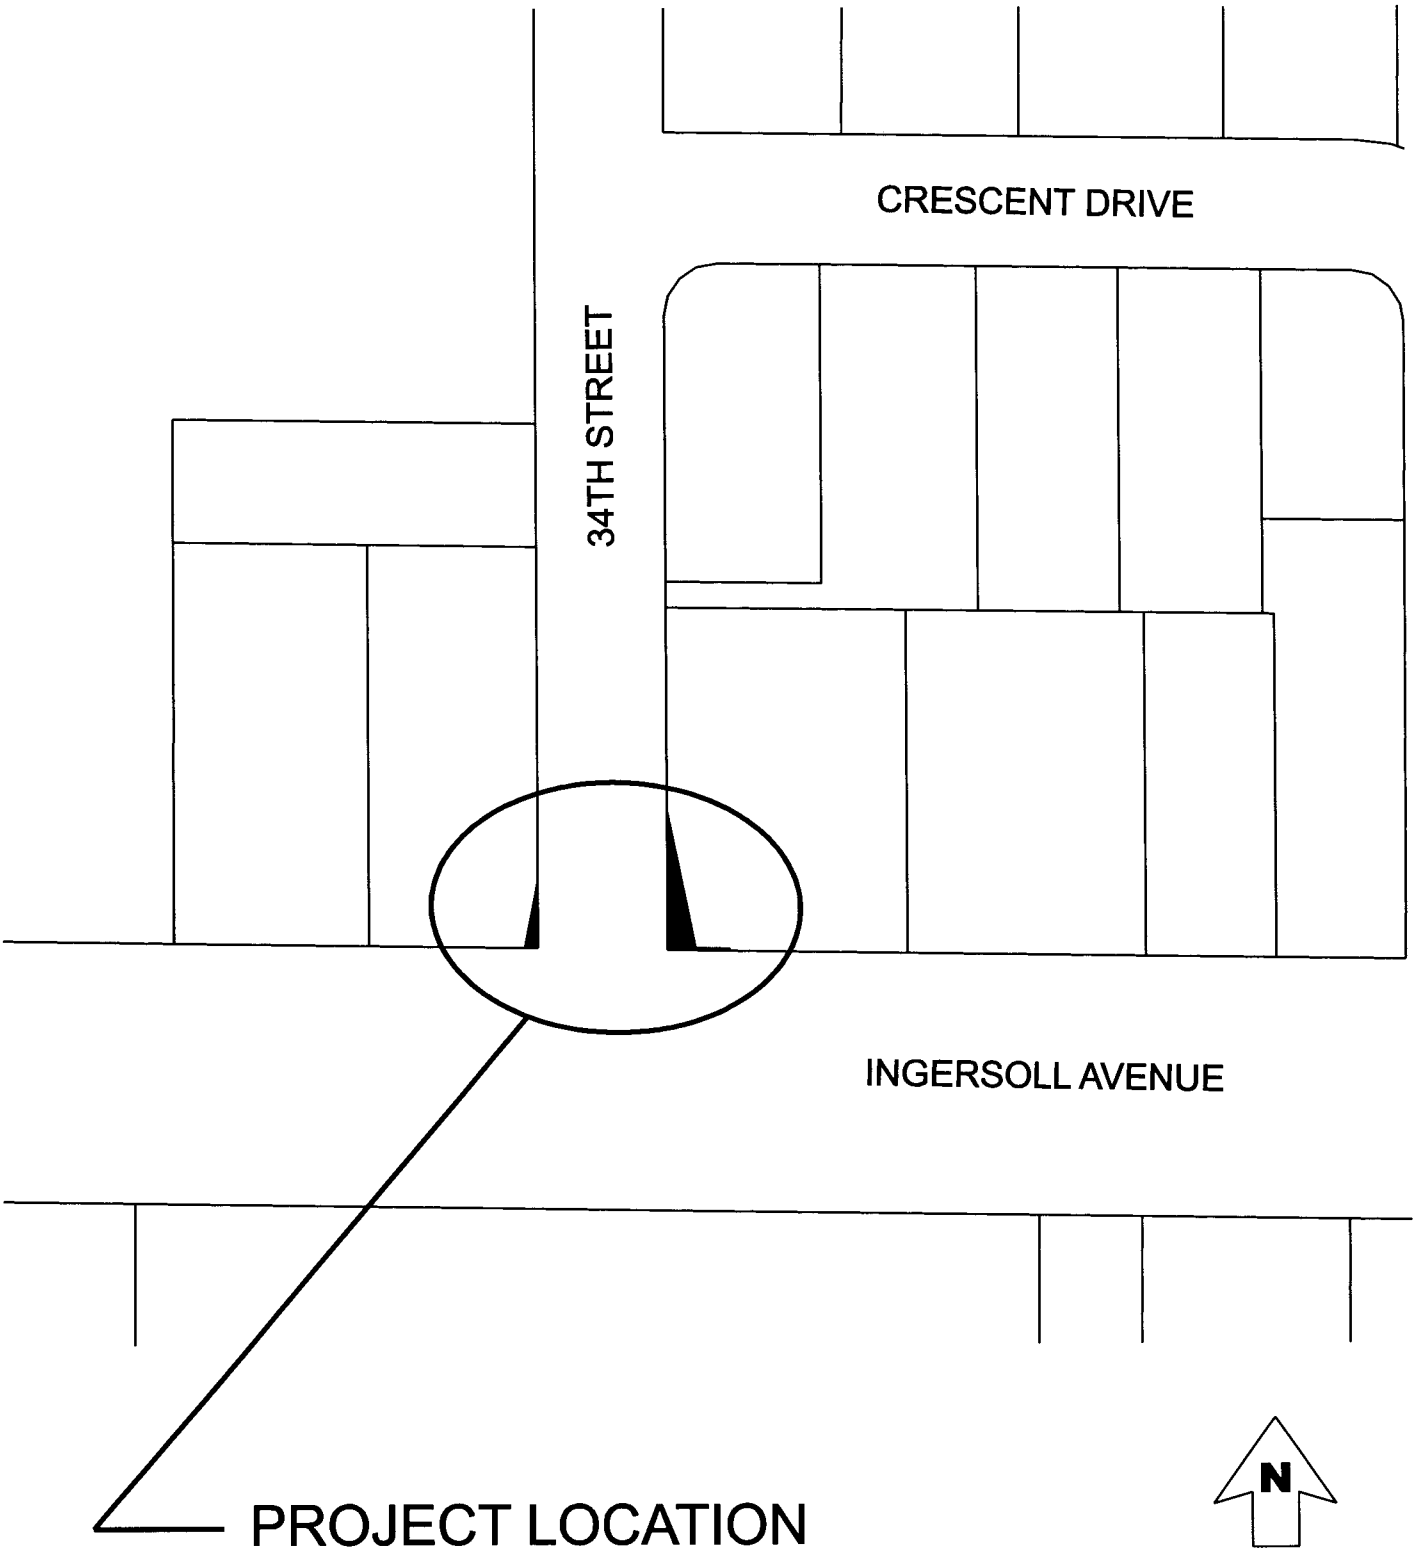 CRESCENT DRIVE
34TH STREET
INGERSOLL AVENUE
N
PROJECT LOCATION